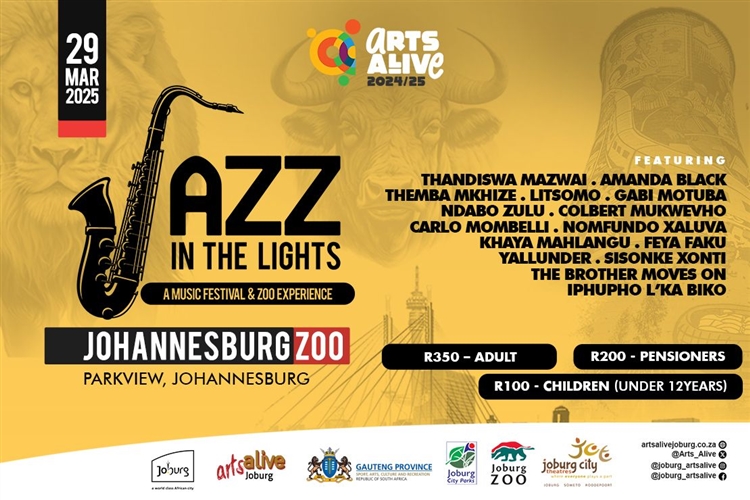 29
MAR
2025
ARTS
ALIVE
2024/25
JAZZ
IN THE LIGHTS
A MUSIC FESTIVAL & ZOO EXPERIENCE
JOHANNESBURG ZOO
PARKVIEW, JOHANNESBURG
FEATURING
THANDISWA MAZWAI . AMANDA BLACK
THEMBA MKHIZE . LITSOMO . GABI MOTUBA
NDABO ZULU . COLBERT MUKWEVHO
CARLO MOMBELLI . NOMFUNDO XALUVA
KHAYA MAHLANGU . FEYA FAKU
YALLUNDER . SISONKE XONTI
THE BROTHER MOVES ON
IPHUPHO L'KA BIKO
R350 – ADULT
R200 - PENSIONERS
R100 - CHILDREN (UNDER 12YEARS)
Joburg
a world class African city
arts alive
Joburg
GAUTENG PROVINCE
SPORT, ARTS, CULTURE AND RECREATION
REPUBLIC OF SOUTH AFRICA
Joburg
City Parks
Joburg
ZOO
joburg city
theatres
where everyone plays a part
JOBURG SOWETO ROODEPOORT
artsalivejoburg.co.za
@Arts_Alive
@joburg_artsalive
@joburg_artsalive